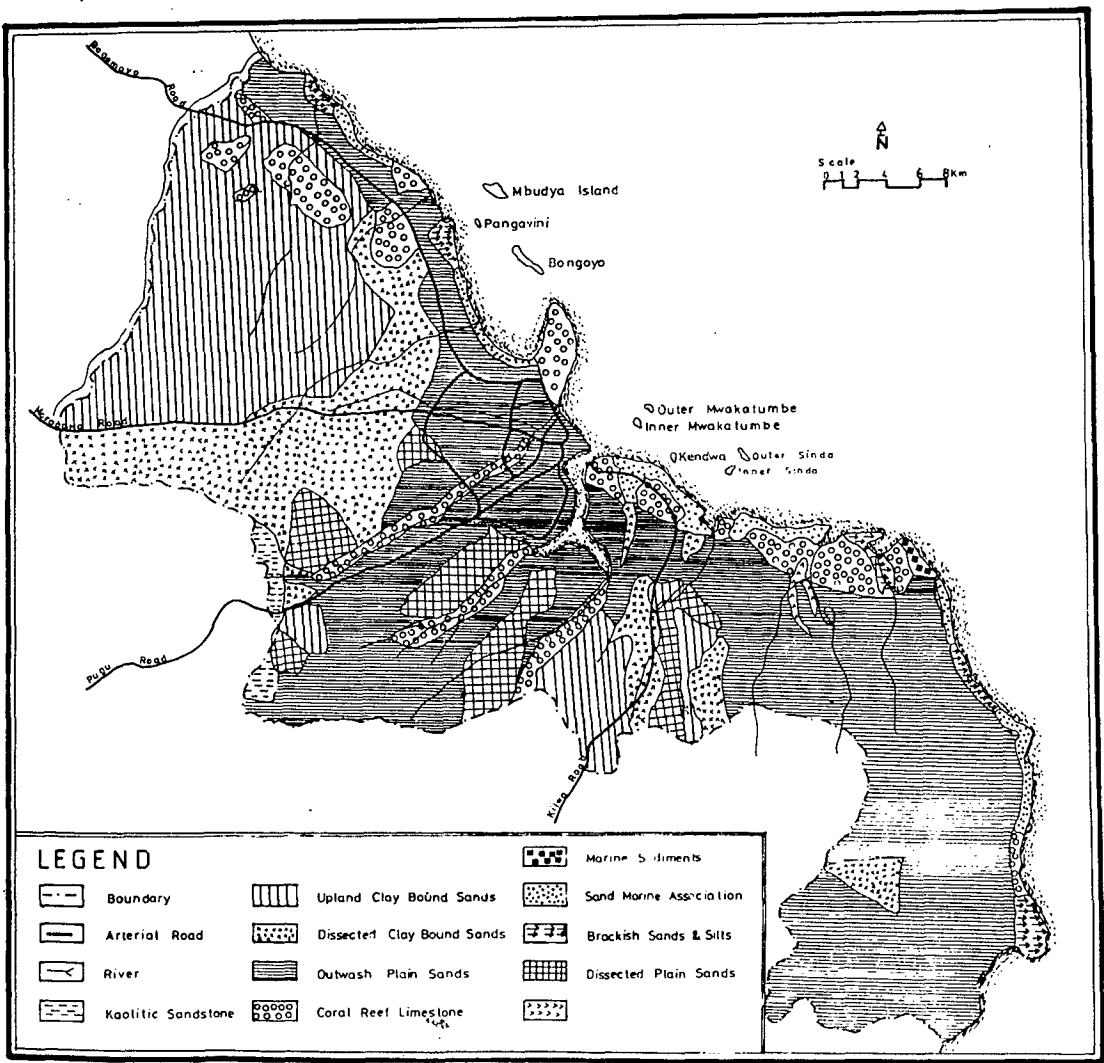 Bagamoyo Road
N
Scale
0 1 2 4 6 8 Km
Mbudya Island
Pangavini
Bongoyo
Road
Outer Mwakatumbe
Inner Mwakatumbe
Kendwa
Outer Sinda
Inner Sinda
Pugu Road
Kilwa Road
LEGEND
Boundary
Arterial Road
River
Kaolitic Sandstone
Upland Clay Bound Sands
Dissected Clay Bound Sands
Outwash Plain Sands
Coral Reef Limestone
Marine S diments
Sand Marine Association
Brackish Sands & Silts
Dissected Plain Sands